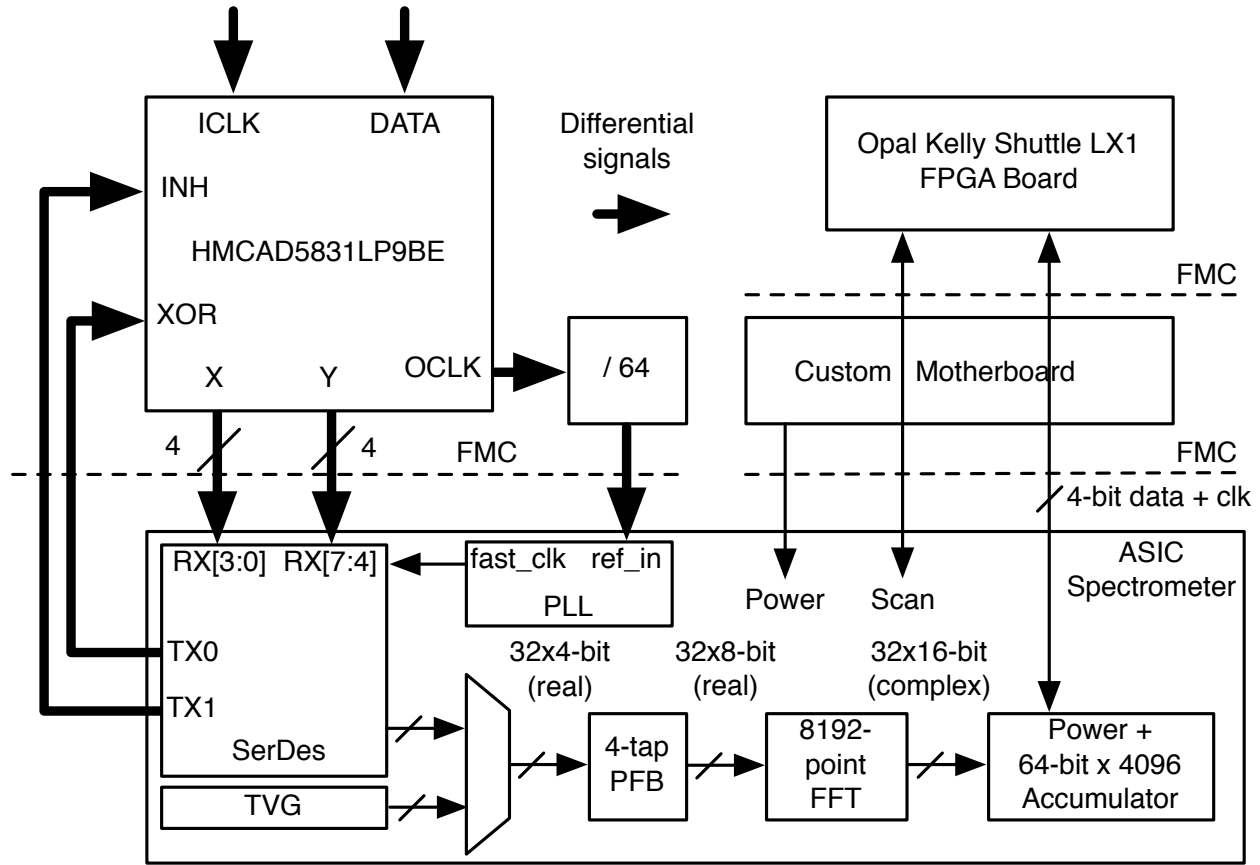 ICLK
DATA
Differential
signals
Opal Kelly Shuttle LX1
FPGA Board
INH
HMCAD5831LP9BE
FMC
XOR
OCLK
/ 64
Custom Motherboard
X
Y
4
4
FMC
FMC
4-bit data + clk
RX[3:0] RX[7:4]
fast_clk ref_in
PLL
ASIC
Spectrometer
Power
Scan
TX0
32x4-bit
(real)
32x8-bit
(real)
32x16-bit
(complex)
TX1
SerDes
4-tap
PFB
8192-
point
FFT
Power +
64-bit x 4096
Accumulator
TVG